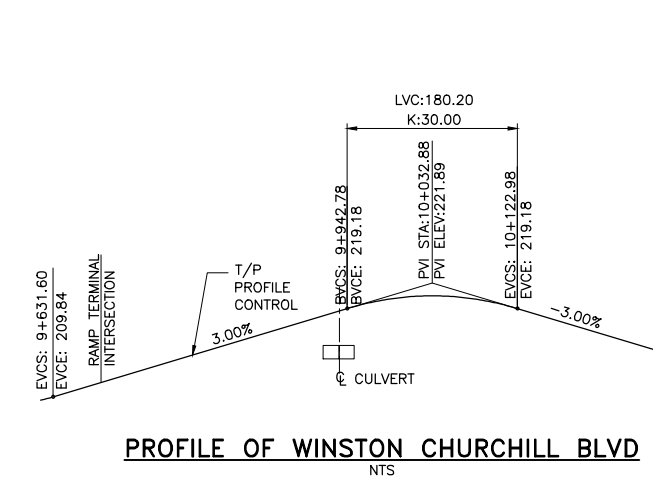 LVC:180.20
K:30.00
EVCS: 9+631.60
EVCE: 209.84
RAMP TERMINAL
INTERSECTION
T/P
PROFILE
CONTROL
3.00%
BVCS: 9+942.78
BVCE: 219.18
PVI STA:10+032.88
PVI ELEV:221.89
EVCS: 10+122.98
EVCE: 219.18
-3.00%
℄ CULVERT
PROFILE OF WINSTON CHURCHILL BLVD
NTS